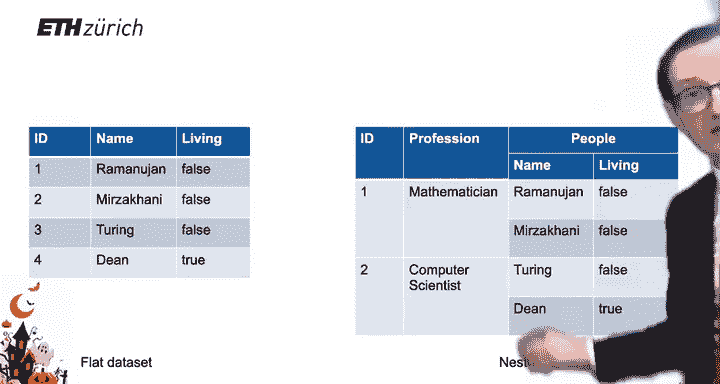 ETH zürich
ID Name Living
1 Ramanujan false
2 Mirzakhani false
3 Turing false
4 Dean true
Flat dataset
ID Profession People
Name Living
1 Mathematician Ramanujan false
Mirzakhani false
2 Computer Scientist Turing false
Dean true